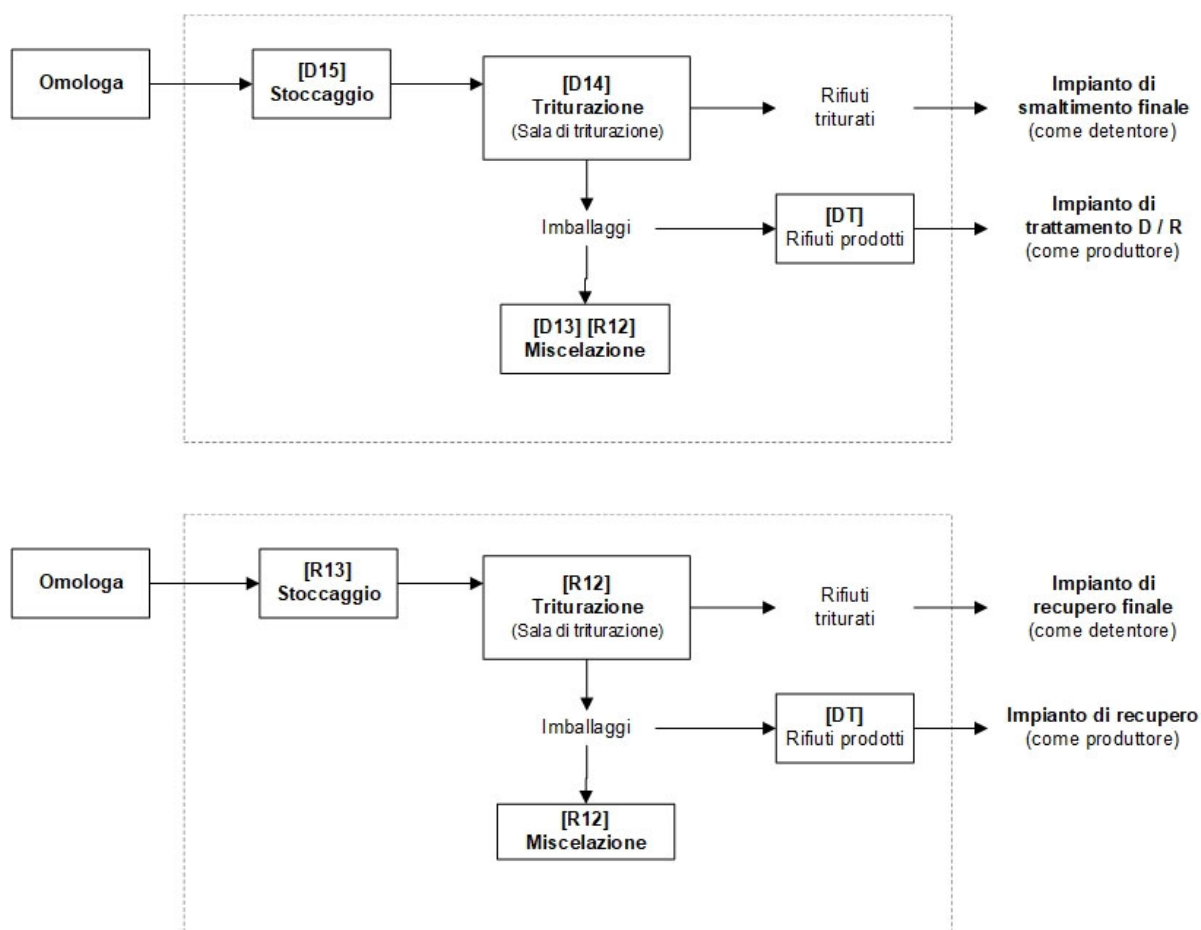 Omologa
[D15]
Stoccaggio
[D14]
Triturazione
(Sala di triturazione)
Rifiuti
triturati
Impianto di
smaltimento finale
(come detentore)
Imballaggi
[DT]
Rifiuti prodotti
Impianto di
trattamento D / R
(come produttore)
[D13] [R12]
Miscelazione
Omologa
[R13]
Stoccaggio
[R12]
Triturazione
(Sala di triturazione)
Rifiuti
triturati
Impianto di
recupero finale
(come detentore)
Imballaggi
[DT]
Rifiuti prodotti
Impianto di recupero
(come produttore)
[R12]
Miscelazione